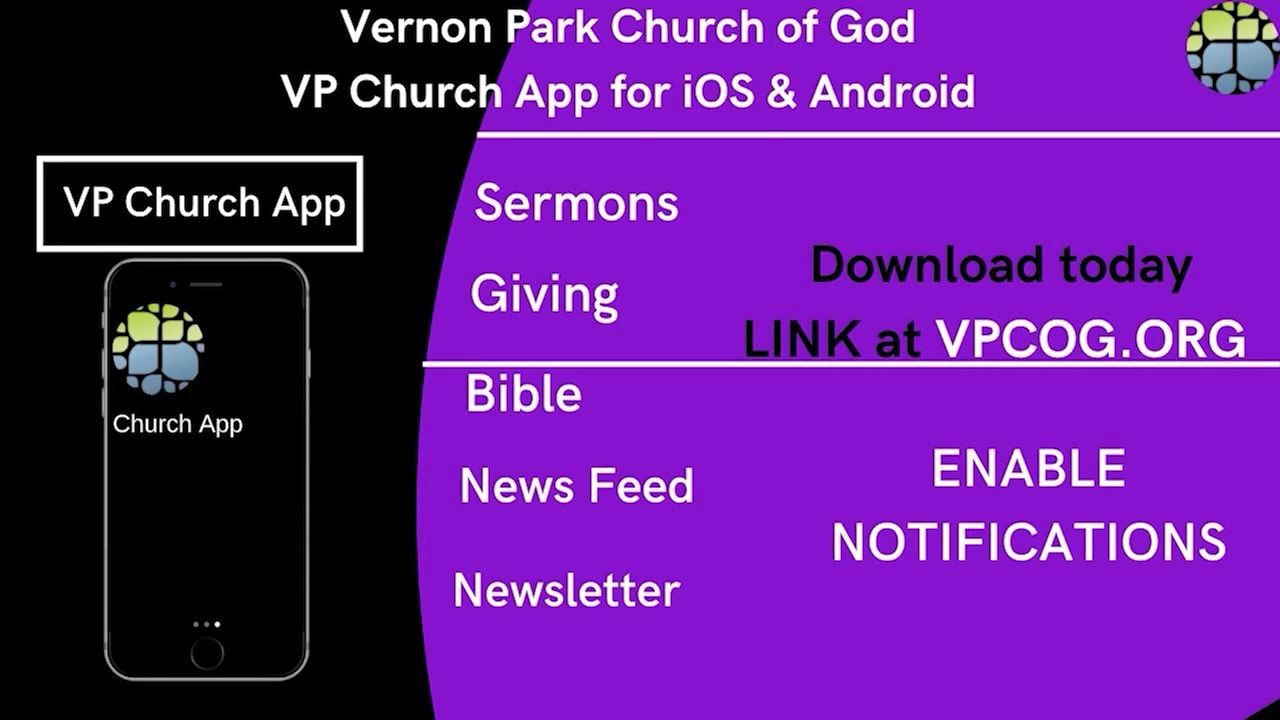 Vernon Park Church of God
VP Church App for iOS & Android
VP Church App
Church App
Sermons
Giving
Bible
News Feed
Newsletter
Download today
LINK at VPCOG.ORG
ENABLE
NOTIFICATIONS